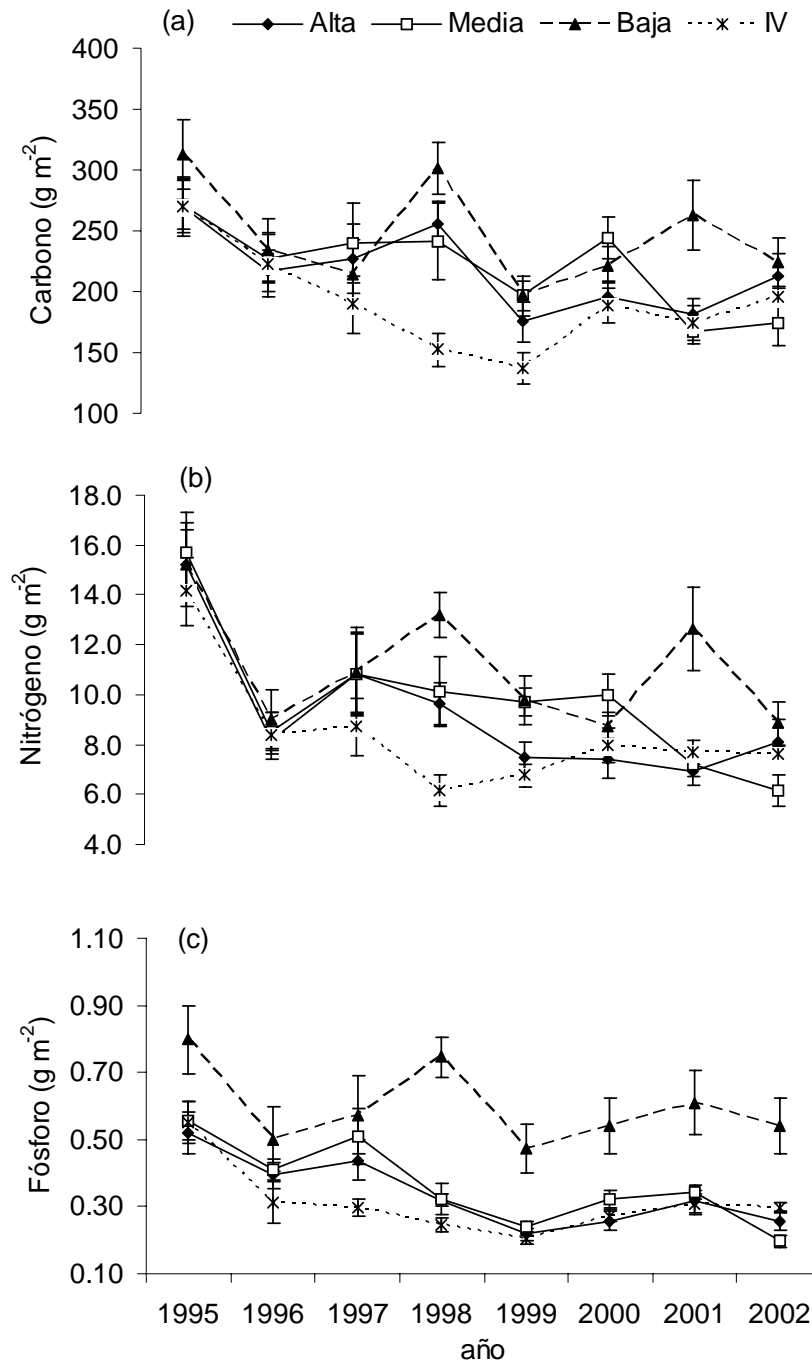 (a) Alta Media Baja IV
400
350
300
250
200
150
100
Carbono (g m-2)
(b)
18.0
16.0
14.0
12.0
10.0
8.0
6.0
4.0
Nitrógeno (g m-2)
(c)
1.10
0.90
0.70
0.50
0.30
0.10
Fósforo (g m-2)
1995 1996 1997 1998 1999 2000 2001 2002
año